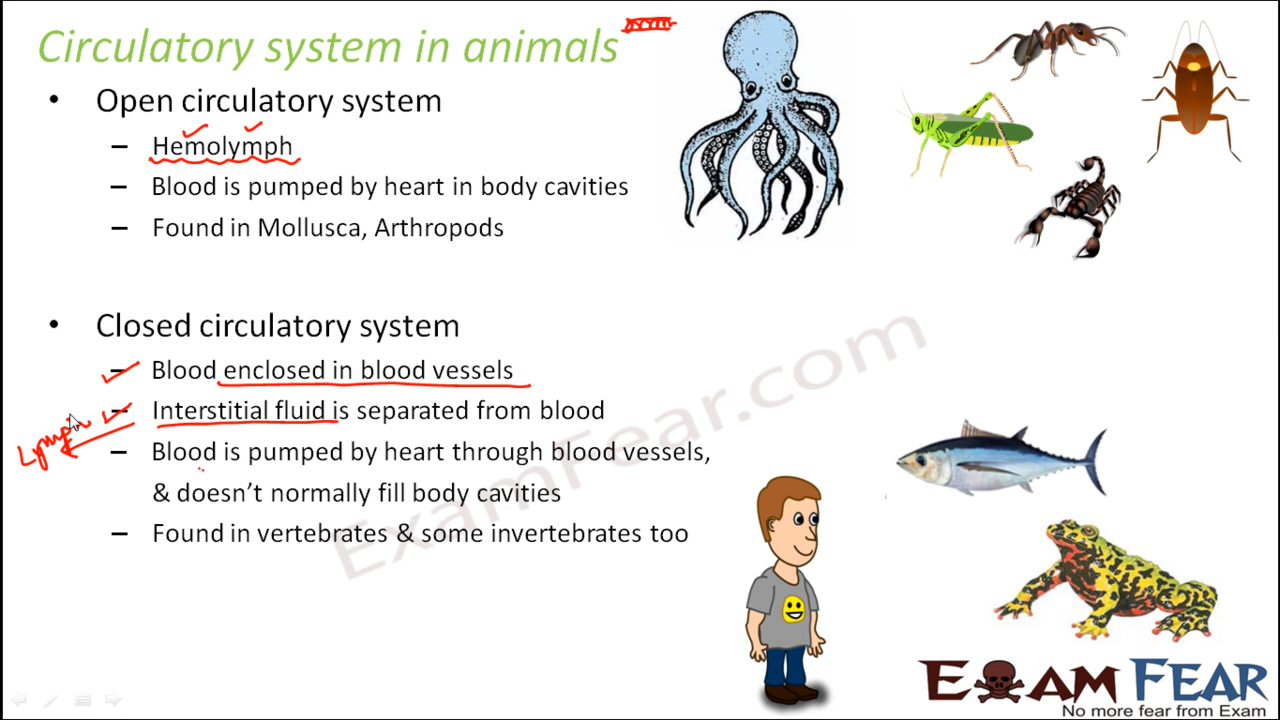 Circulatory system in animals
• Open circulatory system
– Hemolymph
– Blood is pumped by heart in body cavities
– Found in Mollusca, Arthropods
• Closed circulatory system
– Blood enclosed in blood vessels
– Interstitial fluid is separated from blood
Lymph
– Blood is pumped by heart through blood vessels,
& doesn't normally fill body cavities
– Found in vertebrates & some invertebrates too
ExamFear.com
EXAM FEAR
No more fear from Exam